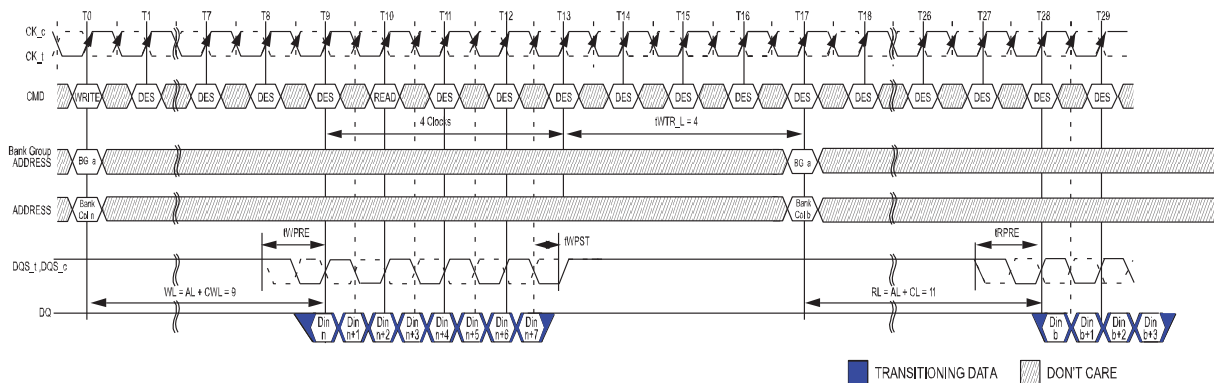 T0 T1 T7 T8 T9 T10 T11 T12 T13 T14 T15 T16 T17 T18 T26 T27 T28 T29
CK_c
CK_t
CMD WRITE DES DES DES DES READ DES DES DES DES DES DES DES DES DES DES DES DES
4 Clocks tWTR_L = 4
Bank Group
ADDRESS BG a BG a
ADDRESS Bank Col n Bank Col b
tWPRE tWPST tRPRE
DQS_t,DQS_c
WL = AL + CWL = 9 RL = AL + CL = 11
DQ Din n Din n+1 Din n+2 Din n+3 Din n+4 Din n+5 Din n+6 Din n+7 Din b Din b+1 Din b+2 Din b+3
TRANSITIONING DATA DON'T CARE